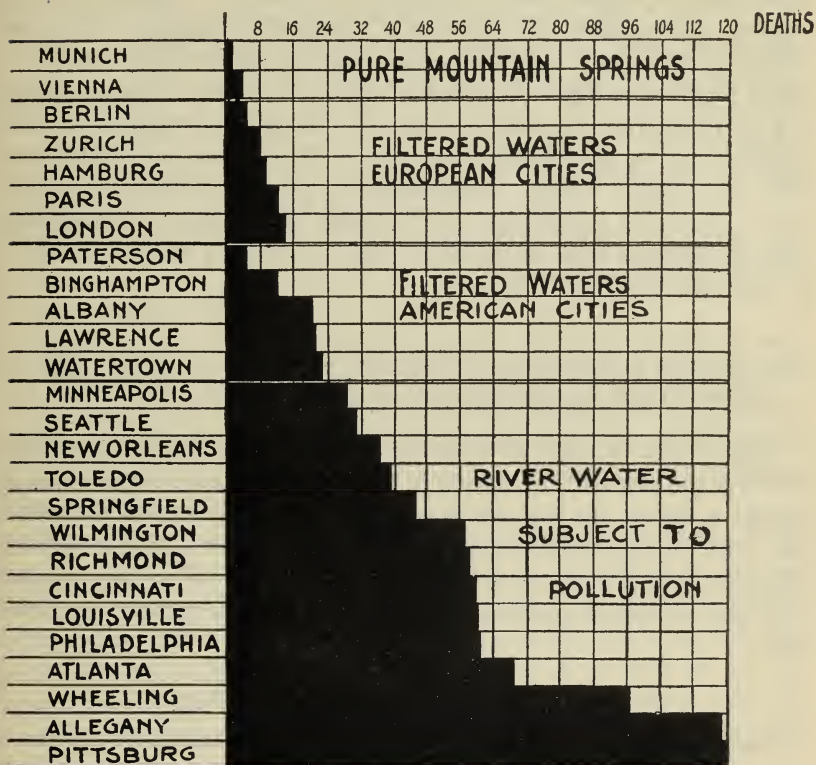 8 16 24 32 40 48 56 64 72 80 88 96 104 112 120 DEATHS
MUNICH
PURE MOUNTAIN SPRINGS
VIENNA
BERLIN
ZURICH
FILTERED WATERS
HAMBURG
EUROPEAN CITIES
PARIS
LONDON
PATERSON
BINGHAMPTON
FILTERED WATERS
ALBANY
AMERICAN CITIES
LAWRENCE
WATERTOWN
MINNEAPOLIS
SEATTLE
NEW ORLEANS
TOLEDO
RIVER WATER
SPRINGFIELD
WILMINGTON
SUBJECT TO
RICHMOND
CINCINNATI
POLLUTION
LOUISVILLE
PHILADELPHIA
ATLANTA
WHEELING
ALLEGANY
PITTSBURG